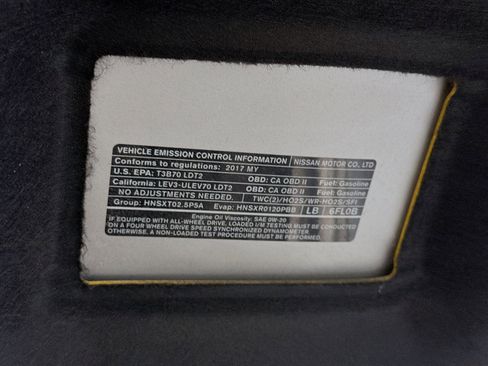 VEHICLE EMISSION CONTROL INFORMATION NISSAN MOTOR CO., LTD
Conforms to regulations: 2017 MY
U.S. EPA: T3B70 LDT2 OBD: CA OBD II Fuel: Gasoline
California: LEV3-ULEV70 LDT2 OBD: CA OBD II Fuel: Gasoline
NO ADJUSTMENTS NEEDED TWC(2)/HO2S/WR-HO2S/SFI
Group: HNSXT02.5P5A Evap: HNSXR0120PBB LB 6FL0B
Engine Oil Viscosity: SAE 0W-20
IF EQUIPPED WITH ALL-WHEEL DRIVE, LOADED I/M TESTING MUST BE CONDUCTED
ON A FOUR WHEEL DRIVE SPEED SYNCHRONIZED DYNAMOMETER.
OTHERWISE, A NON-LOADED TEST MUST BE PERFORMED.